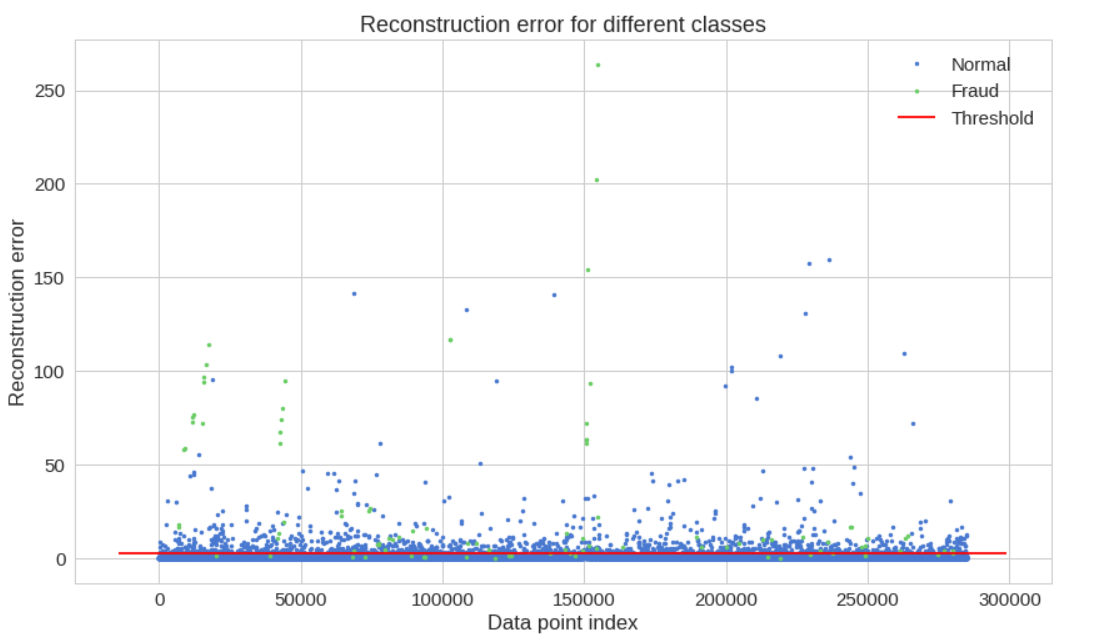 Reconstruction error for different classes
Normal
Fraud
Threshold
Reconstruction error
250
200
150
100
50
0
0 50000 100000 150000 200000 250000 300000
Data point index